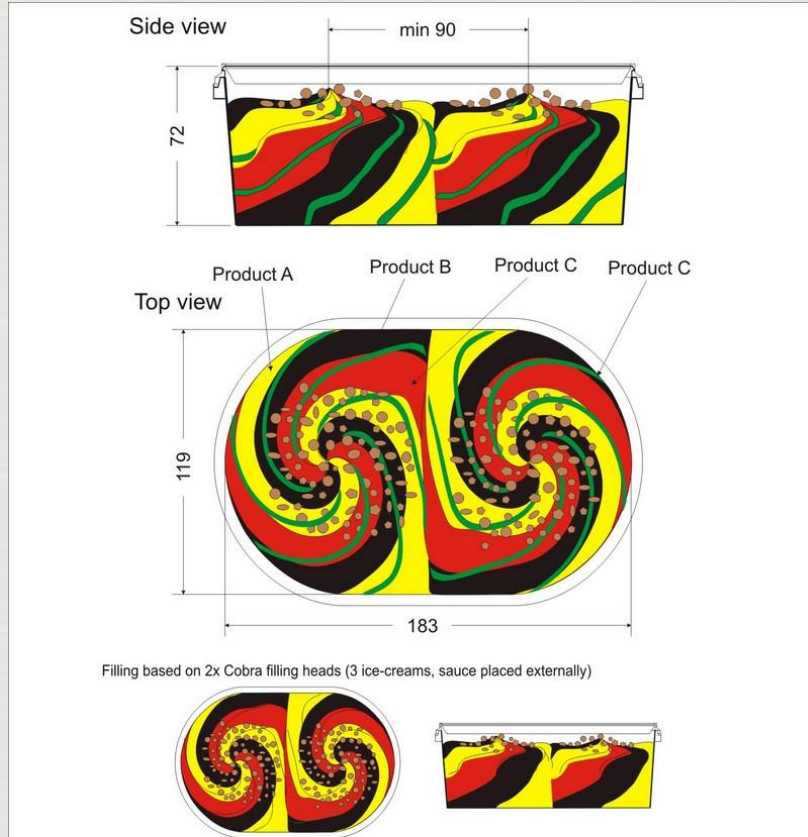 Side view
min 90
72
Product A
Product B
Product C
Product C
Top view
119
183
Filling based on 2x Cobra filling heads (3 ice-creams, sauce placed externally)